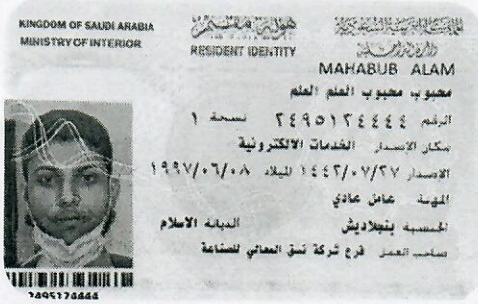 KINGDOM OF SAUDI ARABIA
MINISTRY OF INTERIOR
هوية مقيم
RESIDENT IDENTITY
المملكة العربية السعودية
وزارة الداخلية
MAHABUB ALAM
محبوب محبوب العلم العلم
الرقم ٢٤٩٥١٢٤٤٤٤ نسخة ١
مكان الإصدار الخدمات الالكترونية
الإصدار ١٤٤٢/٠٧/٢٧ الميلاد ١٩٩٧/٠٦/٠٨
المهنة عامل عادي
الجنسية بنجلاديش الديانة الاسلام
صاحب العمل فرع شركة نسق المعالي للصناعة